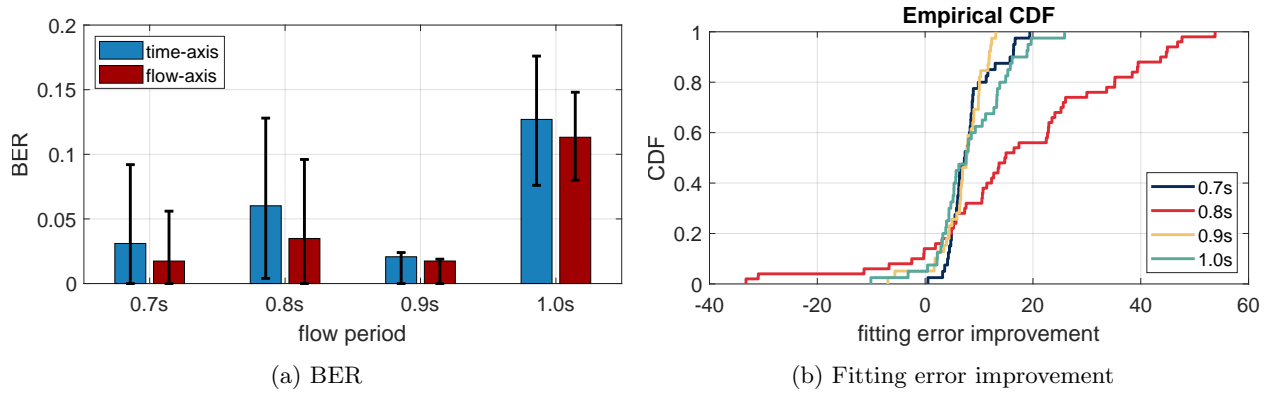 0.2
0.15
0.1
0.05
0
BER
time-axis
flow-axis
0.7s
0.8s
0.9s
1.0s
flow period
(a) BER
Empirical CDF
1
0.8
0.6
0.4
0.2
0
CDF
0.7s
0.8s
0.9s
1.0s
-40
-20
0
20
40
60
fitting error improvement
(b) Fitting error improvement